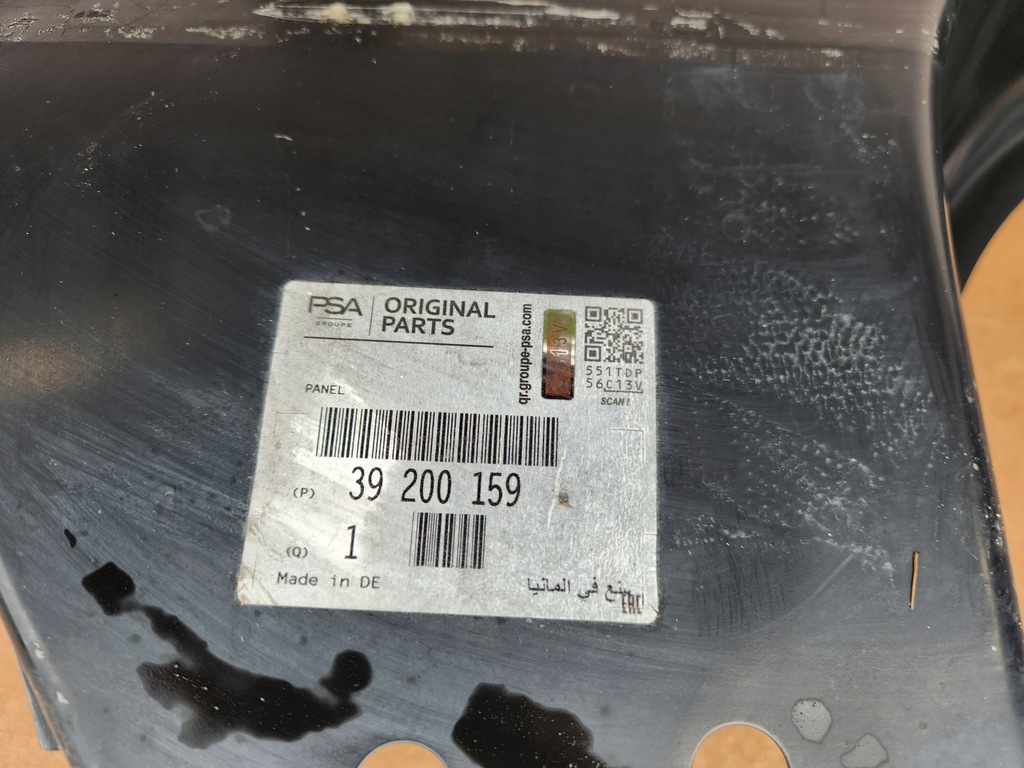 PSA
GROUPE
ORIGINAL
PARTS
qr.groupe-psa.com
551TDP
56C13V
SCAN!
PANEL
(P) 39 200 159
(Q) 1
Made in DE
في المانيا
EAC